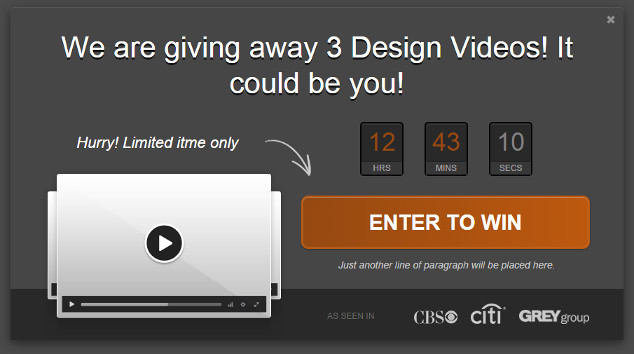 We are giving away 3 Design Videos! It
could be you!
Hurry! Limited itme only
12 43 10
HRS MINS SECS
ENTER TO WIN
Just another line of paragraph will be placed here.
AS SEEN IN CBS citi GREYgroup